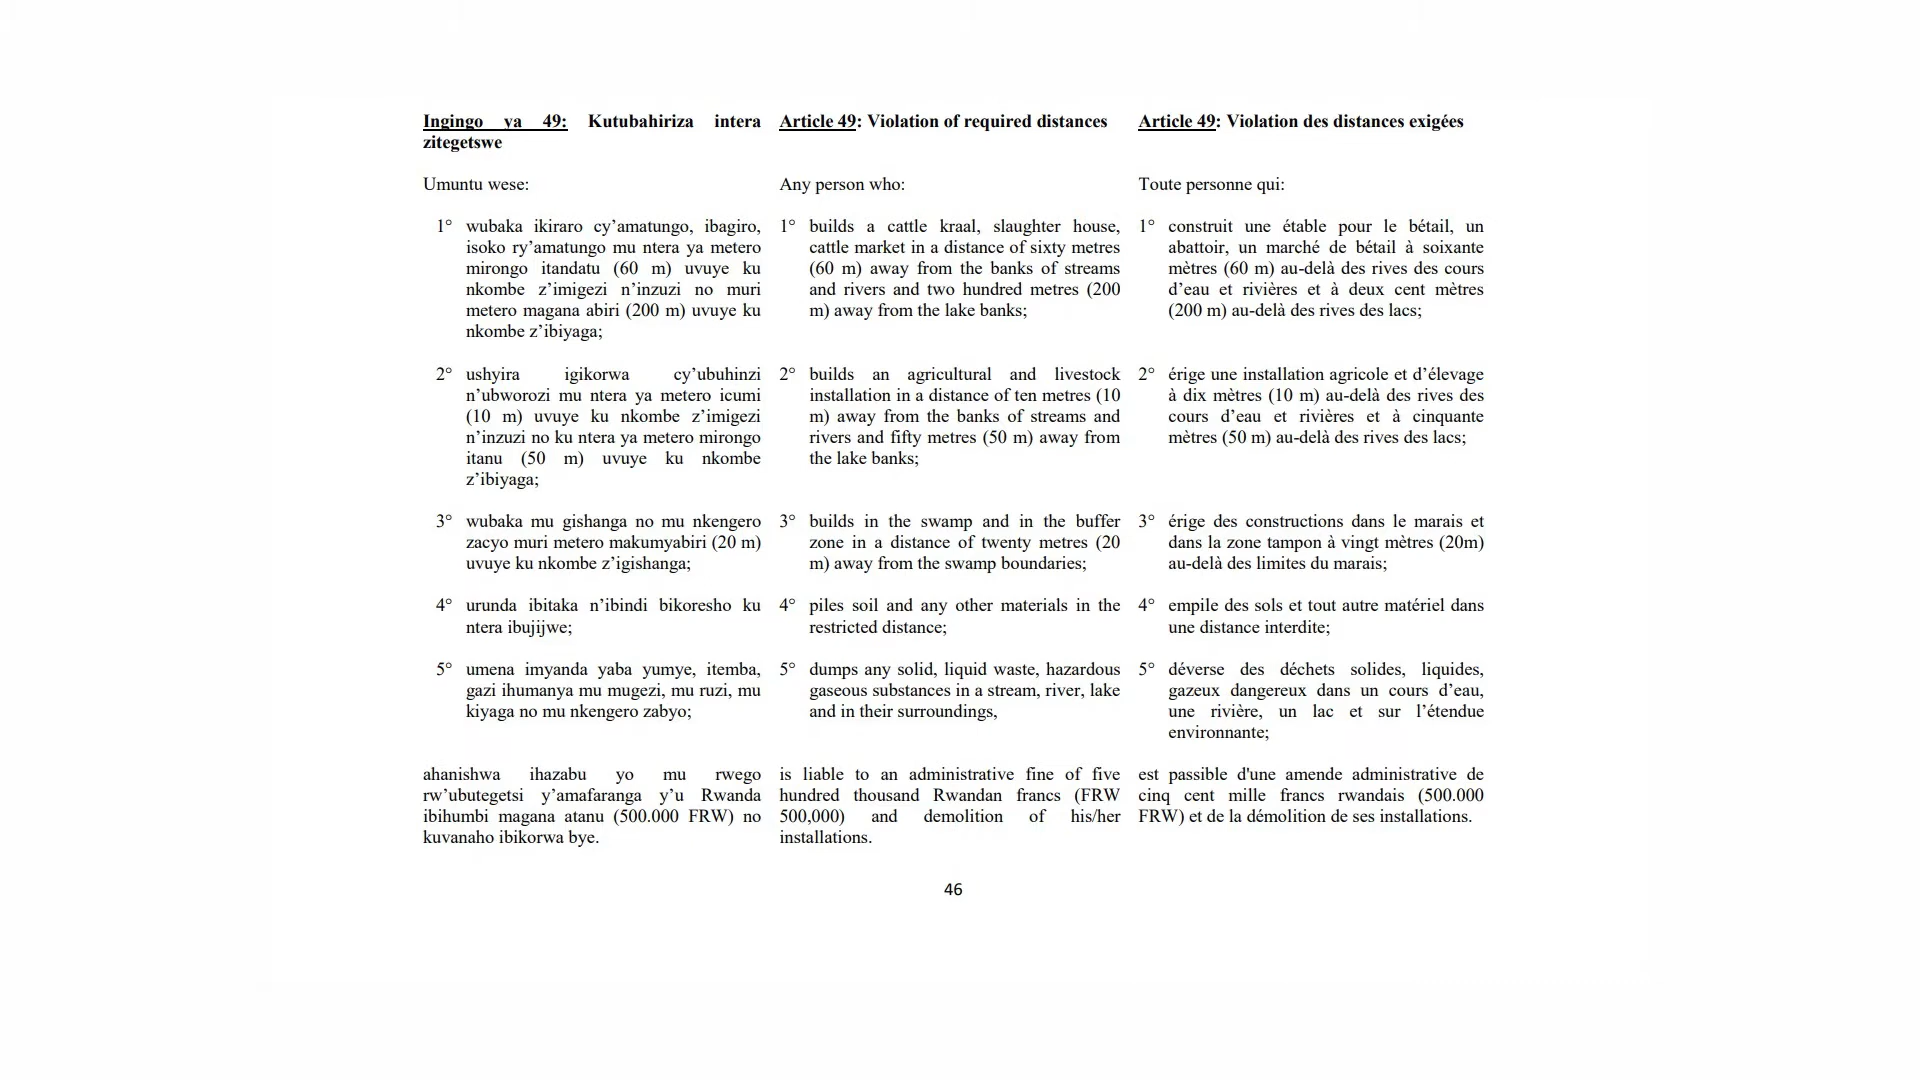 Ingingo ya 49: Kutubahiriza intera
zitegetswe
Umuntu wese:
1° wubaka ikiraro cy’amatungo, ibagiro,
isoko ry’amatungo mu ntera ya metero
mirongo itandatu (60 m) uvuye ku
nkombe z’imigezi n’inzuzi no muri
metero magana abiri (200 m) uvuye ku
nkombe z’ibiyaga;
2° ushyira igikorwa cy’ubuhinzi
n’ubworozi mu ntera ya metero icumi
(10 m) uvuye ku nkombe z’imigezi
n’inzuzi no ku ntera ya metero mirongo
itanu (50 m) uvuye ku nkombe
z’ibiyaga;
3° wubaka mu gishanga no mu nkengero
zacyo muri metero makumyabiri (20 m)
uvuye ku nkombe z’igishanga;
4° urunda ibitaka n’ibindi bikoresho ku
ntera ibujijwe;
5° umena imyanda yaba yumye, itemba,
gazi ihumanya mu mugezi, mu ruzi, mu
kiyaga no mu nkengero zabyo;
ahanishwa ihazabu yo mu rwego
rw’ubutegetsi y’amafaranga y’u Rwanda
ibihumbi magana atanu (500.000 FRW) no
kuvanaho ibikorwa bye.
Article 49: Violation of required distances
Any person who:
1° builds a cattle kraal, slaughter house,
cattle market in a distance of sixty metres
(60 m) away from the banks of streams
and rivers and two hundred metres (200
m) away from the lake banks;
2° builds an agricultural and livestock
installation in a distance of ten metres (10
m) away from the banks of streams and
rivers and fifty metres (50 m) away from
the lake banks;
3° builds in the swamp and in the buffer
zone in a distance of twenty metres (20
m) away from the swamp boundaries;
4° piles soil and any other materials in the
restricted distance;
5° dumps any solid, liquid waste, hazardous
gaseous substances in a stream, river, lake
and in their surroundings,
is liable to an administrative fine of five
hundred thousand Rwandan francs (FRW
500,000) and demolition of his/her
installations.
Article 49: Violation des distances exigées
Toute personne qui:
1° construit une étable pour le bétail, un
abattoir, un marché de bétail à soixante
mètres (60 m) au-delà des rives des cours
d’eau et rivières et à deux cent mètres
(200 m) au-delà des rives des lacs;
2° érige une installation agricole et d’élevage
à dix mètres (10 m) au-delà des rives des
cours d’eau et rivières et à cinquante
mètres (50 m) au-delà des rives des lacs;
3° érige des constructions dans le marais et
dans la zone tampon à vingt mètres (20m)
au-delà des limites du marais;
4° empile des sols et tout autre matériel dans
une distance interdite;
5° déverse des déchets solides, liquides,
gazeux dangereux dans un cours d’eau,
une rivière, un lac et sur l’étendue
environnante;
est passible d'une amende administrative de
cinq cent mille francs rwandais (500.000
FRW) et de la démolition de ses installations.
46